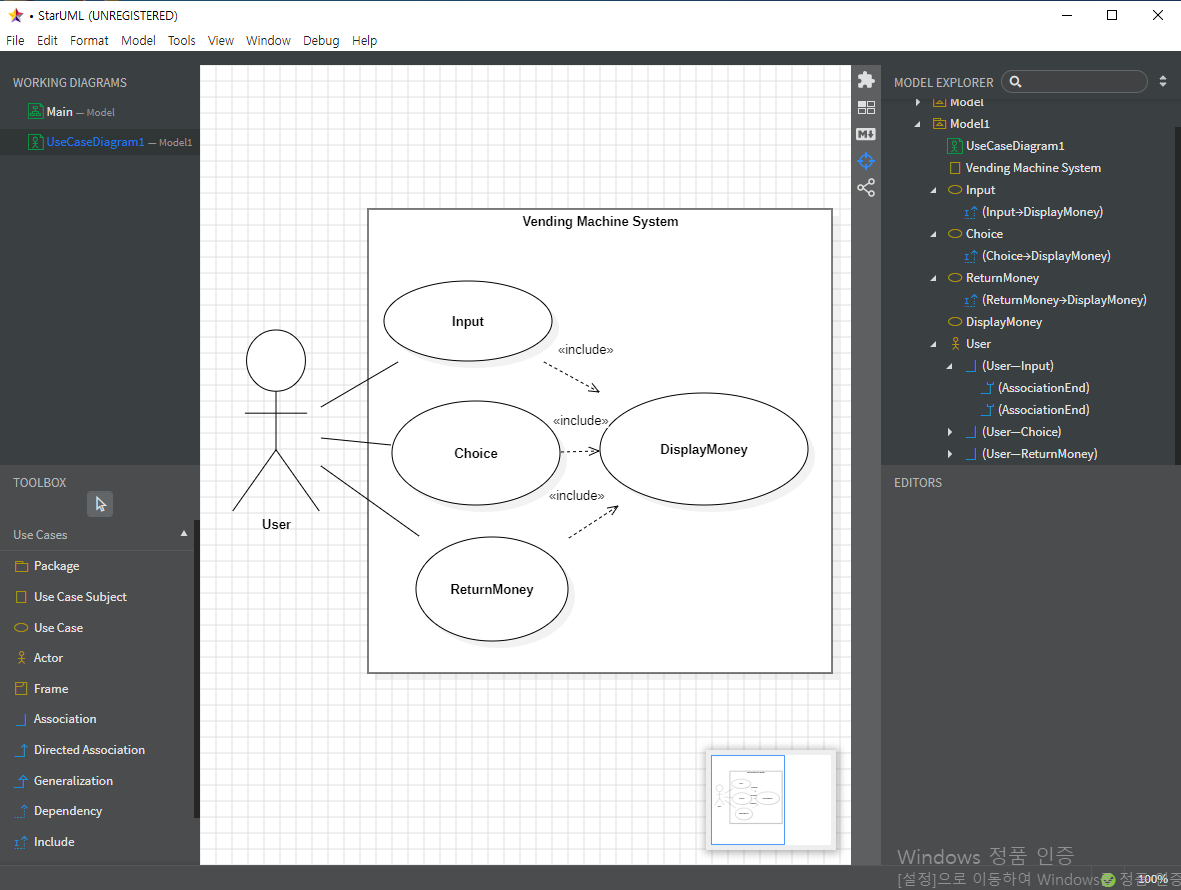 • StarUML (UNREGISTERED)
File Edit Format Model Tools View Window Debug Help
WORKING DIAGRAMS
Main — Model
UseCaseDiagram1 — Model1
TOOLBOX
Use Cases
Package
Use Case Subject
Use Case
Actor
Frame
Association
Directed Association
Generalization
Dependency
Include
Vending Machine System
Input
«include»
«include»
Choice
DisplayMoney
«include»
User
ReturnMoney
MODEL EXPLORER
Model
Model1
UseCaseDiagram1
Vending Machine System
Input
(Input→DisplayMoney)
Choice
(Choice→DisplayMoney)
ReturnMoney
(ReturnMoney→DisplayMoney)
DisplayMoney
User
(User—Input)
(AssociationEnd)
(AssociationEnd)
(User—Choice)
(User—ReturnMoney)
EDITORS
Windows 정품 인증
[설정]으로 이동하여 Windows 정품 인증
100%